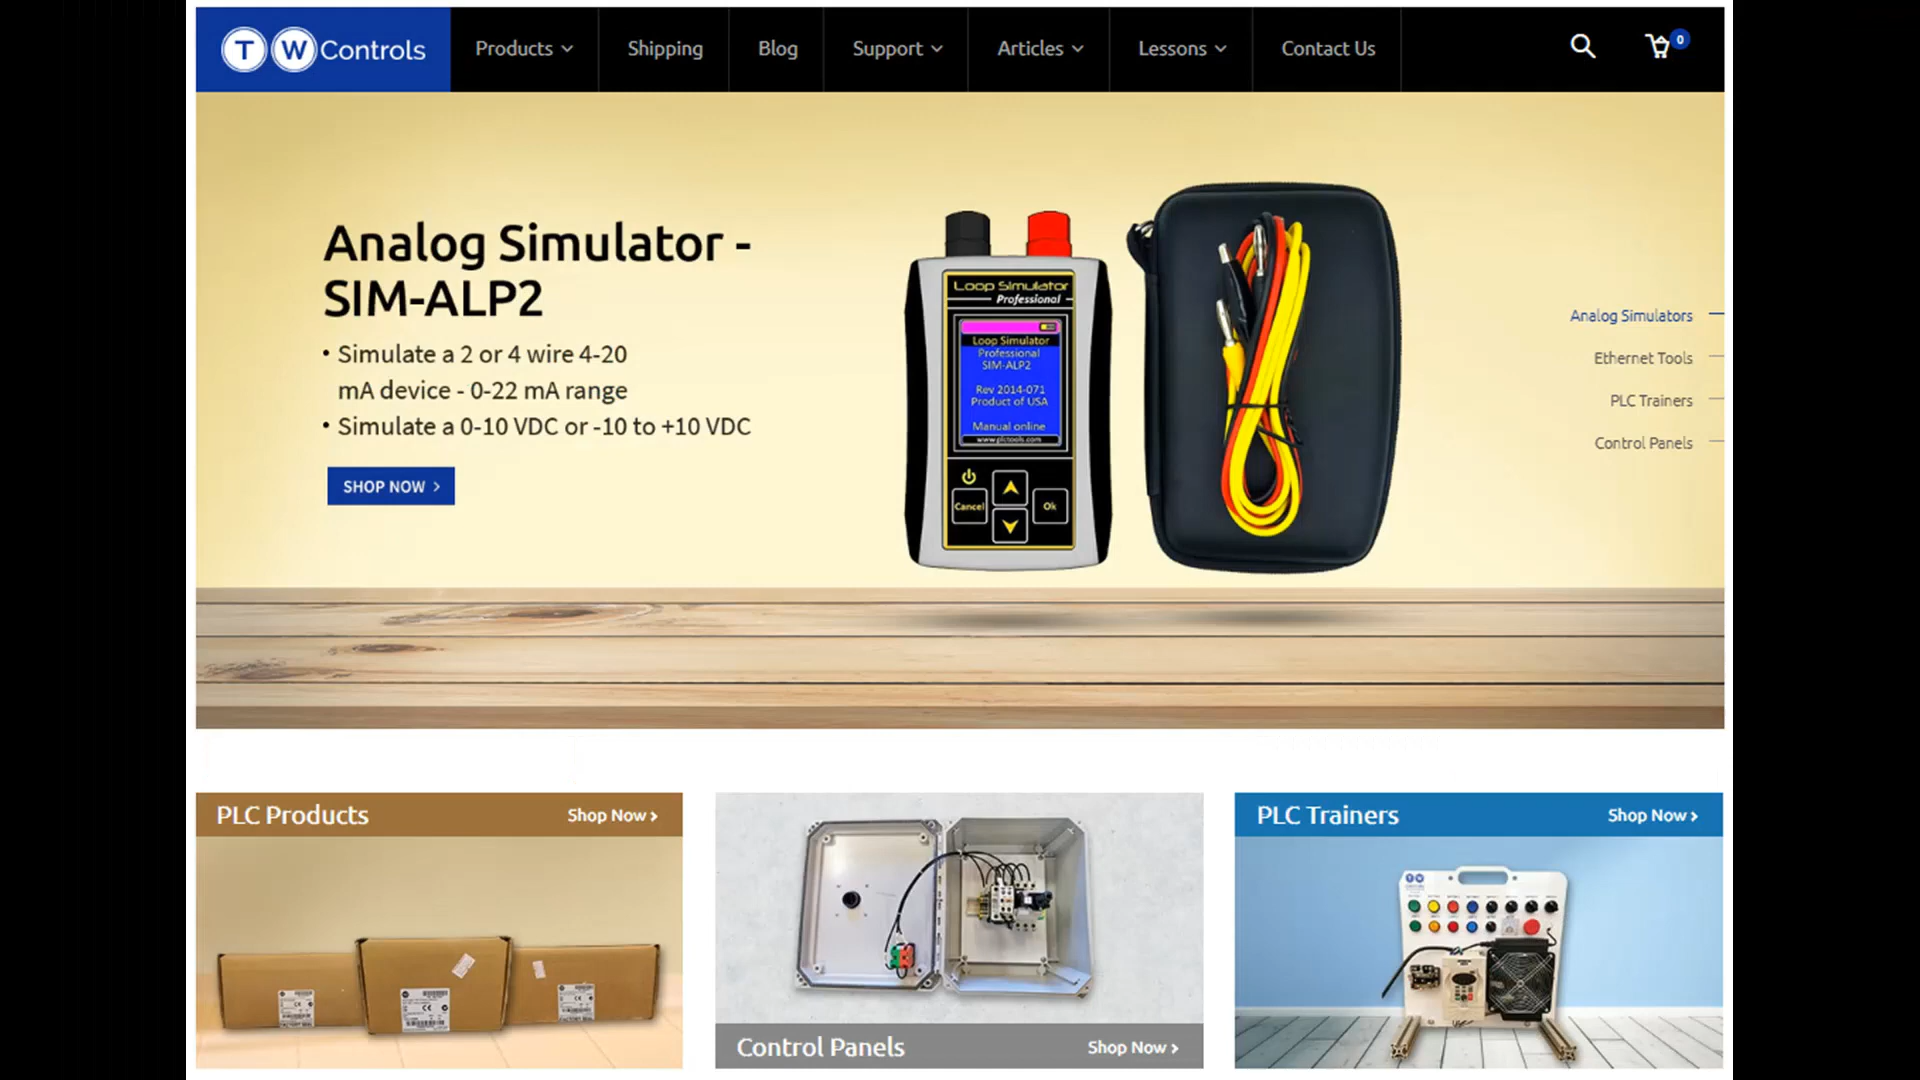 T W Controls
Products
Shipping
Blog
Support
Articles
Lessons
Contact Us
0
Analog Simulator -
SIM-ALP2
• Simulate a 2 or 4 wire 4-20
mA device - 0-22 mA range
• Simulate a 0-10 VDC or -10 to +10 VDC
SHOP NOW >
Loop Simulator
Professional
Loop Simulator
Professional
SIM-ALP2
Rev 2014-071
Product of USA
Manual online
www.plctools.com
Cancel
Ok
Analog Simulators
Ethernet Tools
PLC Trainers
Control Panels
PLC Products
Shop Now >
Control Panels
Shop Now >
PLC Trainers
Shop Now >